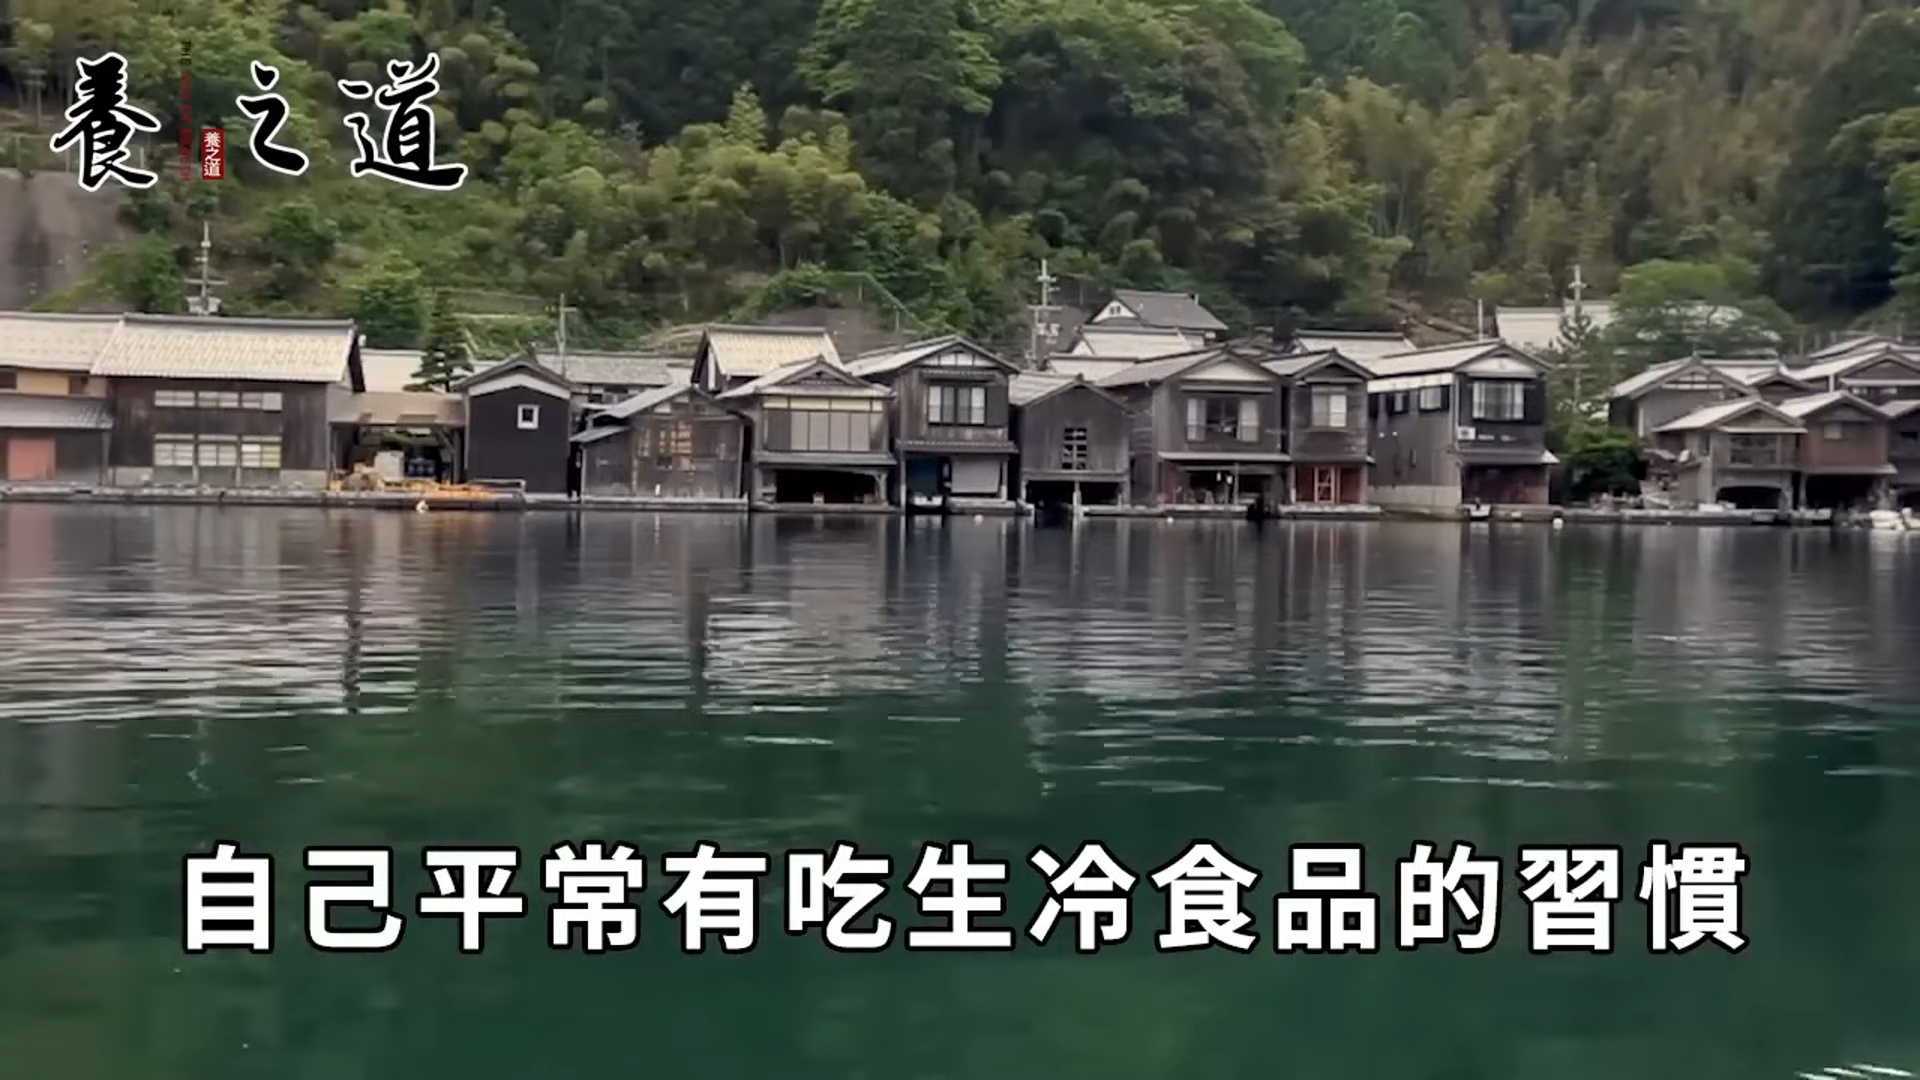 養之道
養之道
自己平常有吃生冷食品的習慣